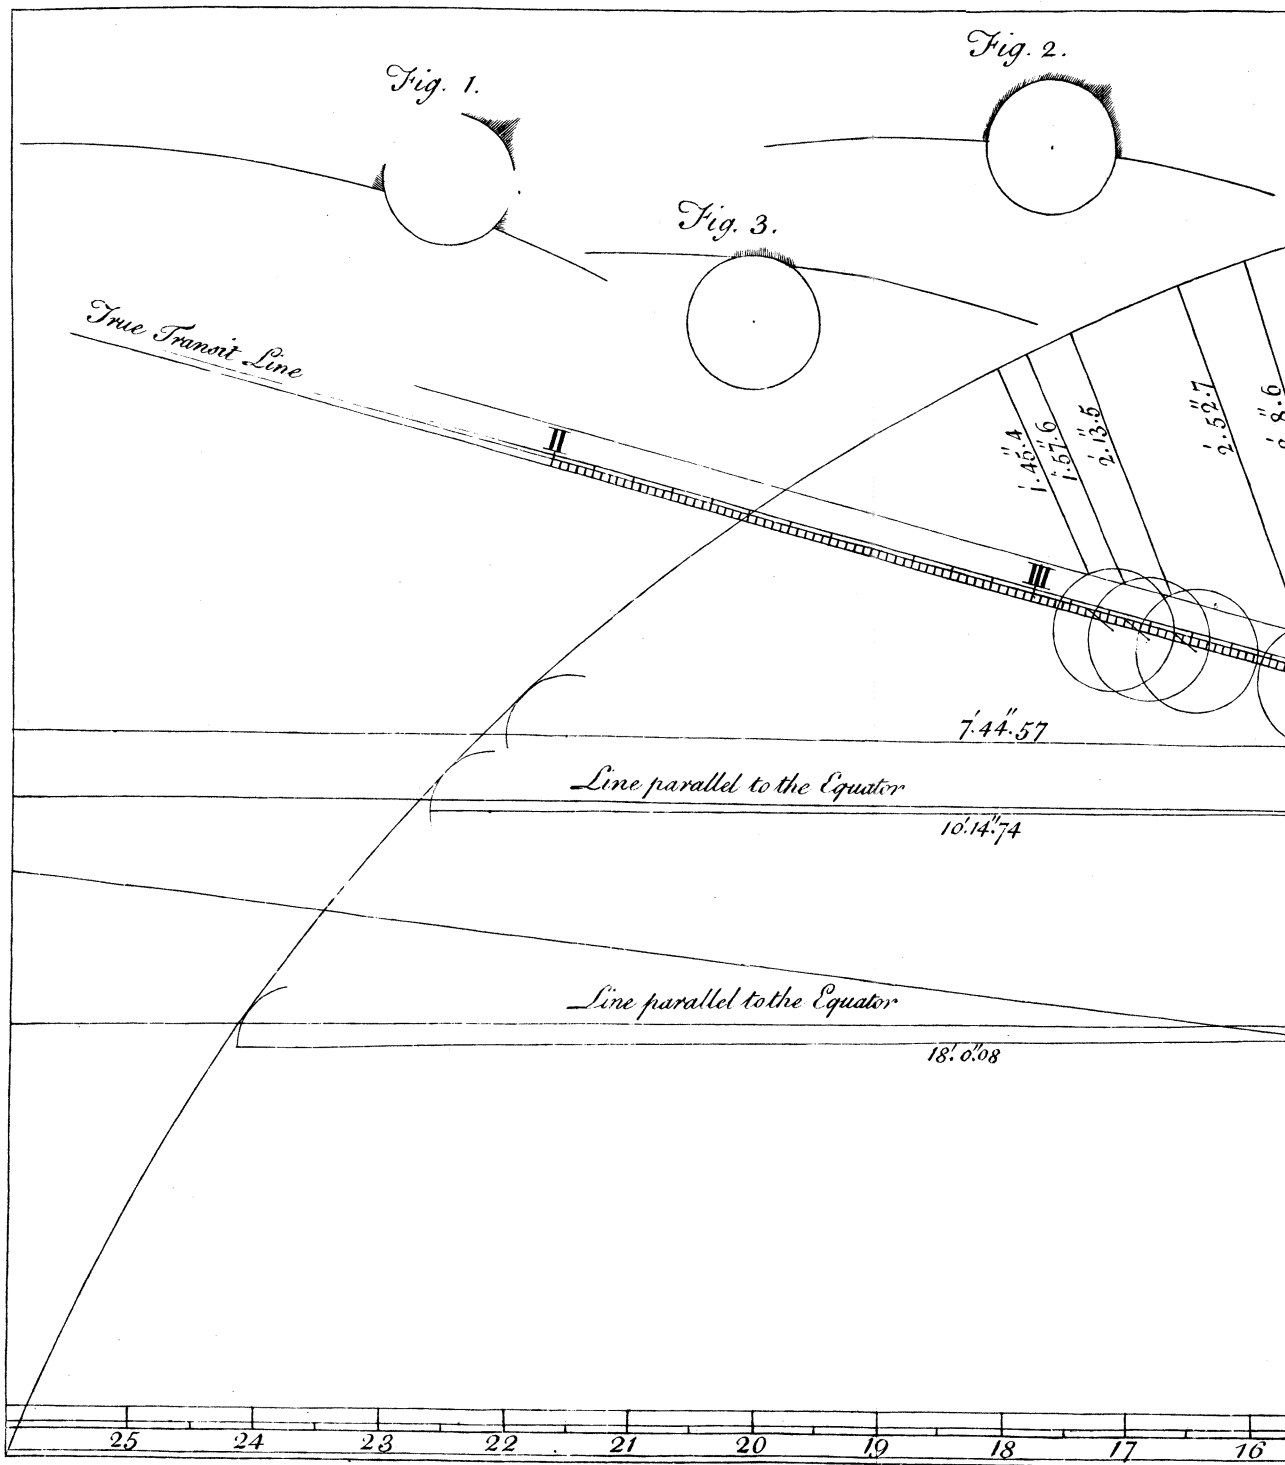 Fig. 1.
Fig. 2.
Fig. 3.
True Transit Line
II
III
1'.45".4
1'.57".6
2'.13".5
2'.52".7
8".6
7'.44".57
Line parallel to the Equator
10'.14".74
Line parallel to the Equator
18'.0".08
25 24 23 22 21 20 19 18 17 16